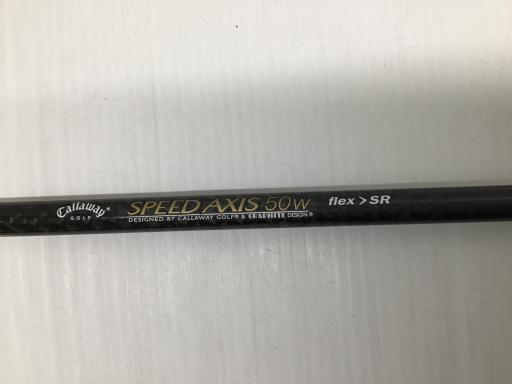 Callaway
GOLF
SPEED AXIS 50W
DESIGNED BY CALLAWAY GOLF® & GRAPHITE DESIGN®
flex > SR